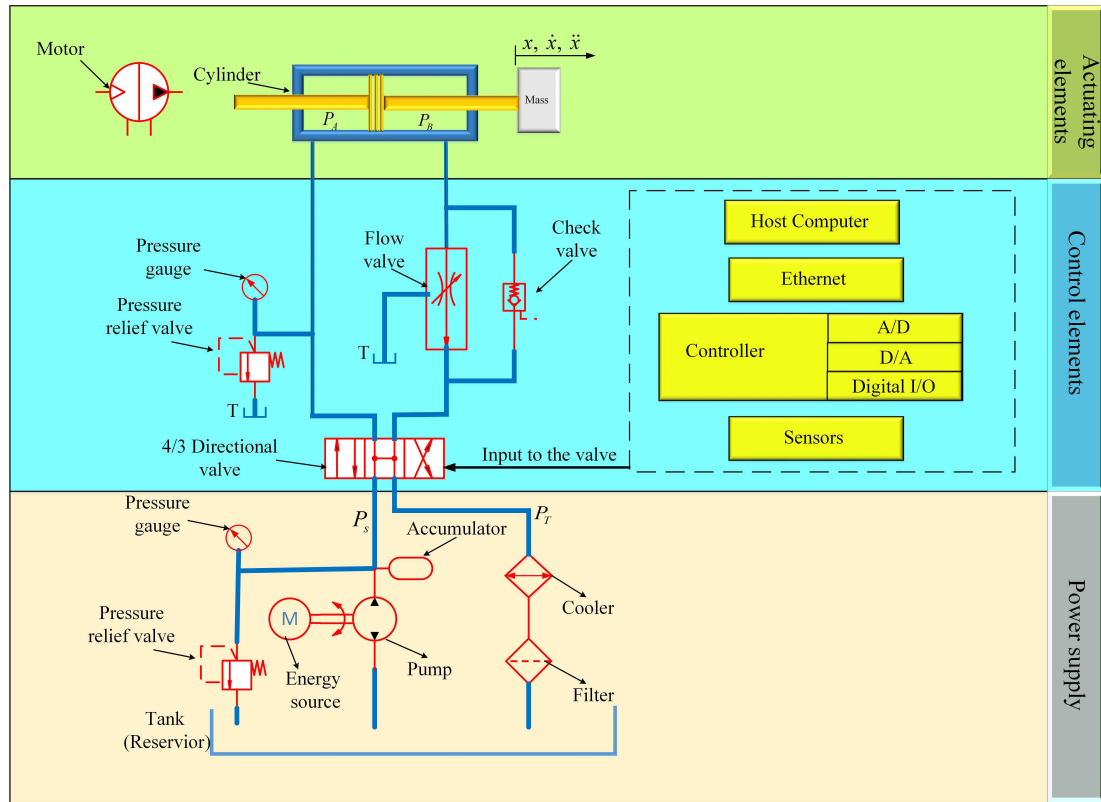 Motor
Cylinder
x, ẋ, ẍ
Mass
P_A
P_B
Actuating
elements
Pressure
gauge
Pressure
relief valve
T
Flow
valve
T
Check
valve
4/3 Directional
valve
Input to the valve
Host Computer
Ethernet
Controller
A/D
D/A
Digital I/O
Sensors
Control elements
Pressure
gauge
P_s
P_T
Accumulator
Cooler
Pressure
relief valve
M
Energy
source
Pump
Filter
Tank
(Reservior)
Power supply